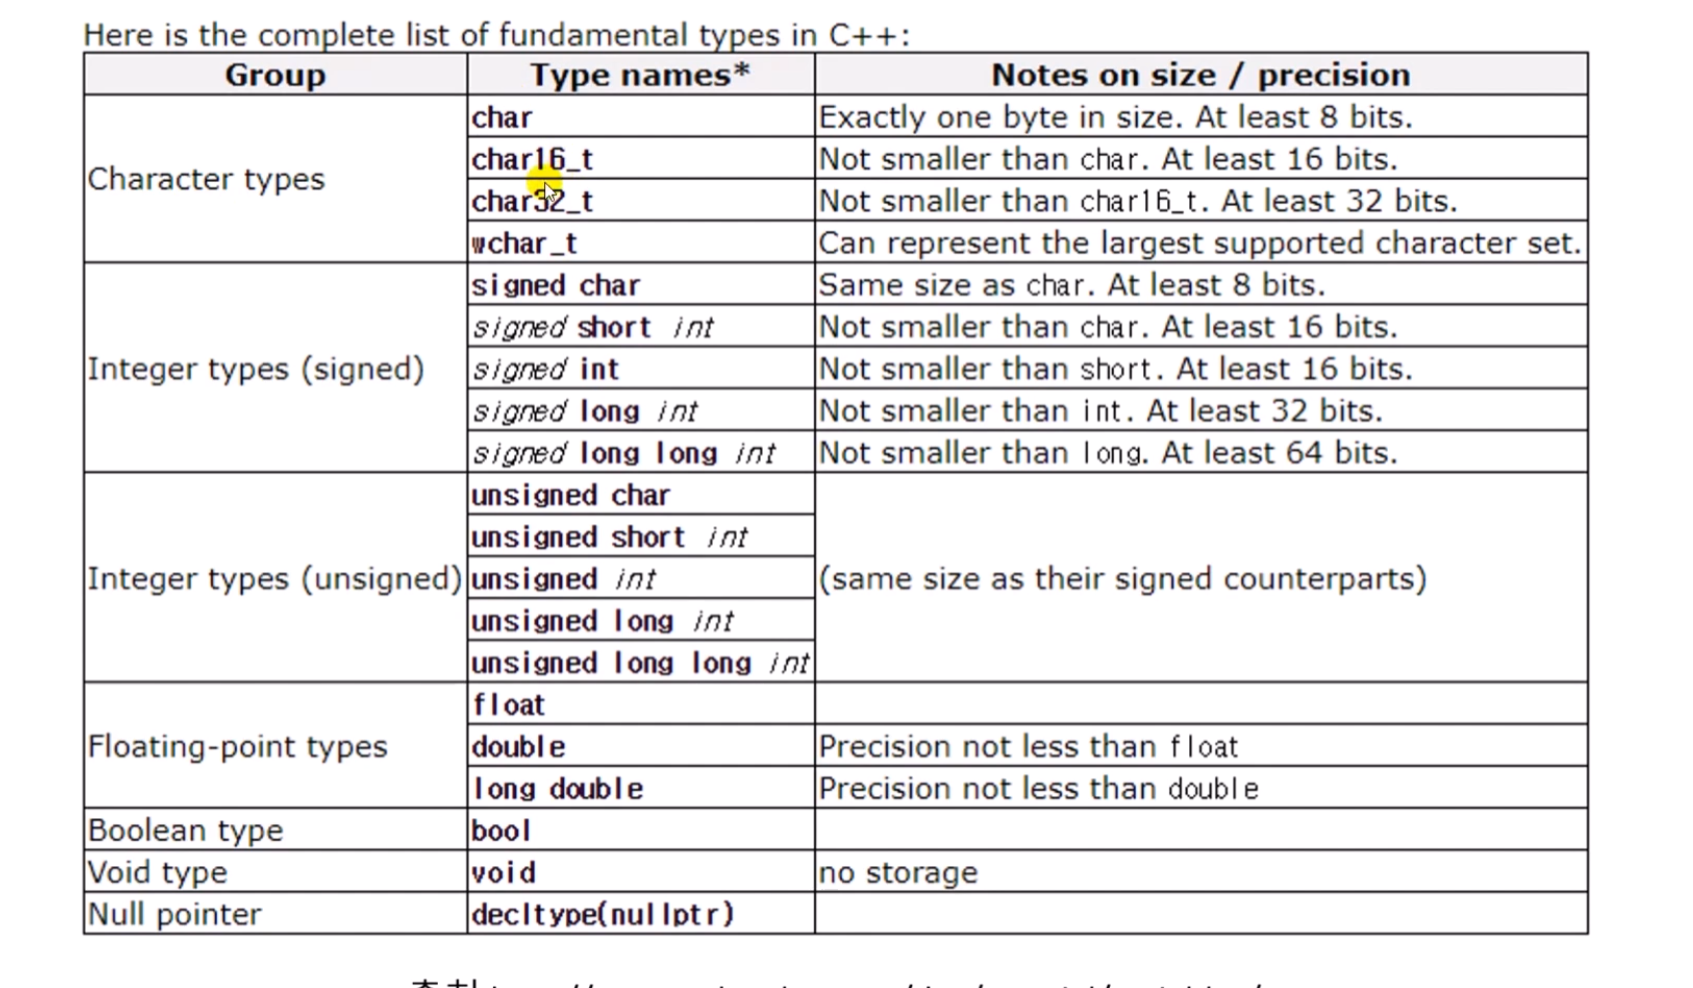 Here is the complete list of fundamental types in C++:
Group Type names* Notes on size / precision
Character types
char Exactly one byte in size. At least 8 bits.
char16_t Not smaller than char. At least 16 bits.
char32_t Not smaller than char16_t. At least 32 bits.
wchar_t Can represent the largest supported character set.
Integer types (signed)
signed char Same size as char. At least 8 bits.
signed short int Not smaller than char. At least 16 bits.
signed int Not smaller than short. At least 16 bits.
signed long int Not smaller than int. At least 32 bits.
signed long long int Not smaller than long. At least 64 bits.
Integer types (unsigned)
unsigned char
unsigned short int
unsigned int
unsigned long int
unsigned long long int
(same size as their signed counterparts)
Floating-point types
float
double Precision not less than float
long double Precision not less than double
Boolean type bool
Void type void no storage
Null pointer decltype(nullptr)